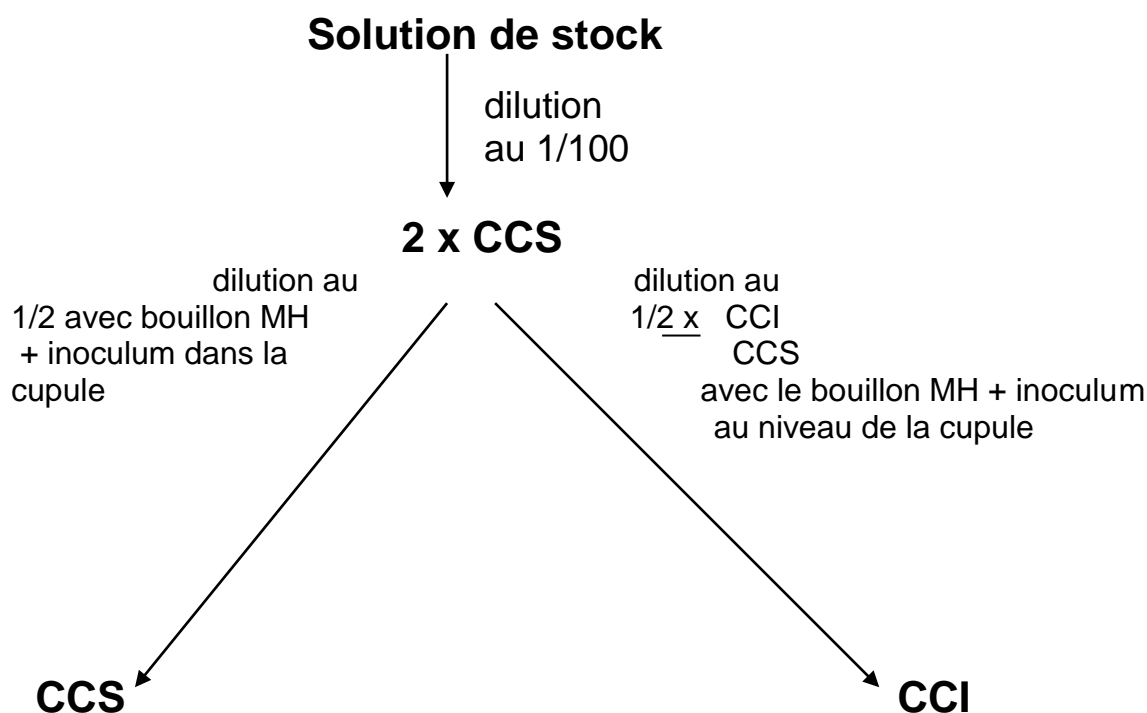 Solution de stock
dilution
au 1/100
2 x CCS
dilution au
1/2 avec bouillon MH
+ inoculum dans la
cupule
dilution au
1/2 x CCI
CCS
avec le bouillon MH + inoculum
au niveau de la cupule
CCS
CCI